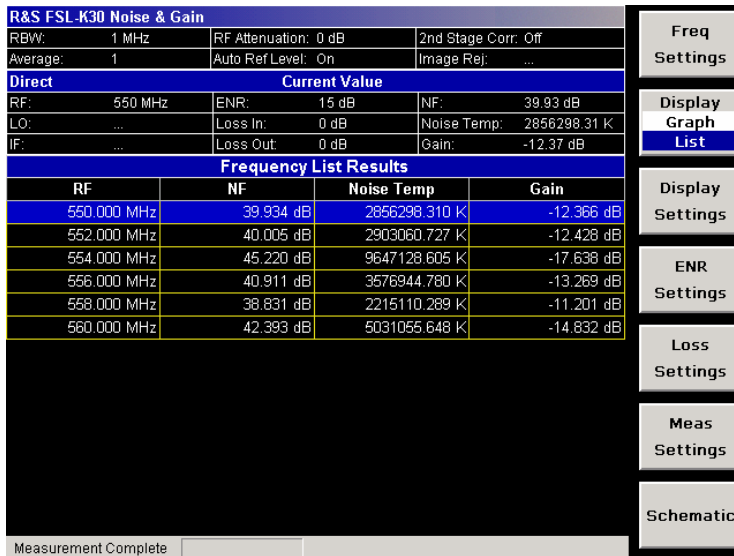 R&S FSL-K30 Noise & Gain
RBW: 1 MHz RF Attenuation: 0 dB 2nd Stage Corr: Off
Average: 1 Auto Ref Level: On Image Rej: ...
Direct Current Value
RF: 550 MHz ENR: 15 dB NF: 39.93 dB
LO: ... Loss In: 0 dB Noise Temp: 2856298.31 K
IF: ... Loss Out: 0 dB Gain: -12.37 dB
Frequency List Results
RF NF Noise Temp Gain
550.000 MHz 39.934 dB 2856298.310 K -12.366 dB
552.000 MHz 40.005 dB 2903060.727 K -12.428 dB
554.000 MHz 45.220 dB 9647128.605 K -17.638 dB
556.000 MHz 40.911 dB 3576944.780 K -13.269 dB
558.000 MHz 38.831 dB 2215110.289 K -11.201 dB
560.000 MHz 42.393 dB 5031055.648 K -14.832 dB
Measurement Complete
Freq
Settings
Display
Graph
List
Display
Settings
ENR
Settings
Loss
Settings
Meas
Settings
Schematic